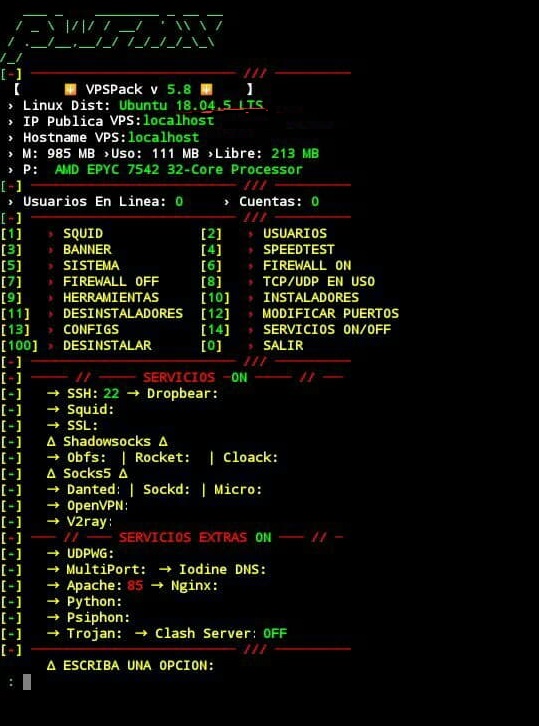 [-] ——————————————— /// ———————
【 VPSPack v 5.8 】
› Linux Dist: Ubuntu 18.04.5 LTS
› IP Publica VPS:localhost
› Hostname VPS:localhost
› M: 985 MB ›Uso: 111 MB ›Libre: 213 MB
› P: AMD EPYC 7542 32-Core Processor
[-] ——————————————— /// ———————
› Usuarios En Linea: 0 › Cuentas: 0
[-] ——————————————— /// ———————
[1] › SQUID [2] › USUARIOS
[3] › BANNER [4] › SPEEDTEST
[5] › SISTEMA [6] › FIREWALL ON
[7] › FIREWALL OFF [8] › TCP/UDP EN USO
[9] › HERRAMIENTAS [10] › INSTALADORES
[11] › DESINSTALADORES [12] › MODIFICAR PUERTOS
[13] › CONFIGS [14] › SERVICIOS ON/OFF
[100] › DESINSTALAR [0] › SALIR
[-] ——————————————— /// ———————
[-] —— // ——— SERVICIOS —ON ——— // ——
[-] → SSH: 22 → Dropbear:
[-] → Squid:
[-] → SSL:
[-] ∆ Shadowsocks ∆
[-] → Obfs: | Rocket: | Cloack:
[-] ∆ Socks5 ∆
[-] → Danted: | Sockd: | Micro:
[-] → OpenVPN:
[-] → V2ray:
[-] —— // —— SERVICIOS EXTRAS ON —— // —
[-] → UDPWG:
[-] → MultiPort: → Iodine DNS:
[-] → Apache: 85 → Nginx:
[-] → Python:
[-] → Psiphon:
[-] → Trojan: → Clash Server: OFF
[-] ——————————————— /// ———————
∆ ESCRIBA UNA OPCION:
: